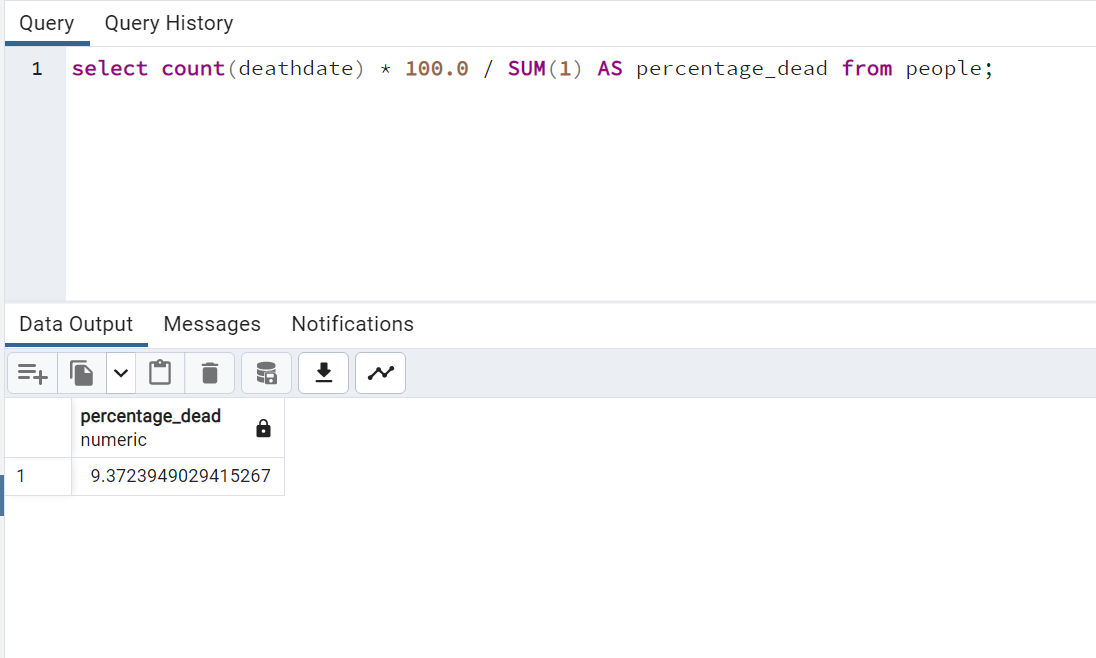 Query Query History
1 select count(deathdate) * 100.0 / SUM(1) AS percentage_dead from people;
Data Output Messages Notifications
percentage_dead
numeric
1 9.3723949029415267